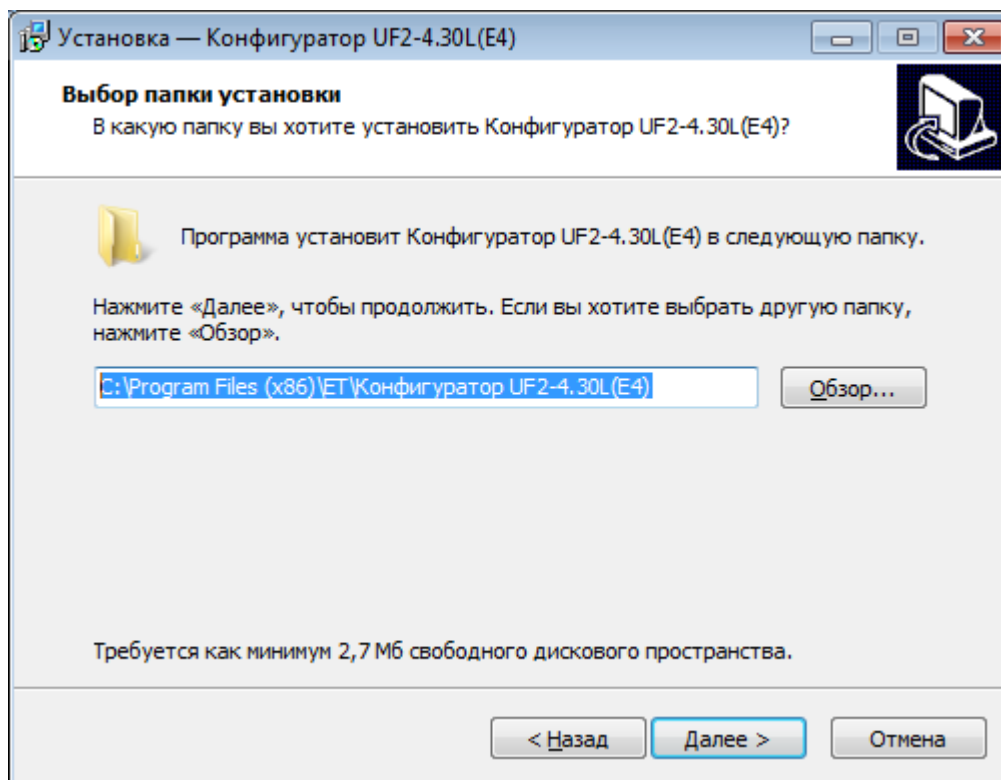 Установка — Конфигуратор UF2-4.30L(E4)
Выбор папки установки
В какую папку вы хотите установить Конфигуратор UF2-4.30L(E4)?
Программа установит Конфигуратор UF2-4.30L(E4) в следующую папку.
Нажмите «Далее», чтобы продолжить. Если вы хотите выбрать другую папку,
нажмите «Обзор».
C:\Program Files (x86)\ET\Конфигуратор UF2-4.30L(E4)
Обзор...
Требуется как минимум 2,7 Мб свободного дискового пространства.
< Назад
Далее >
Отмена